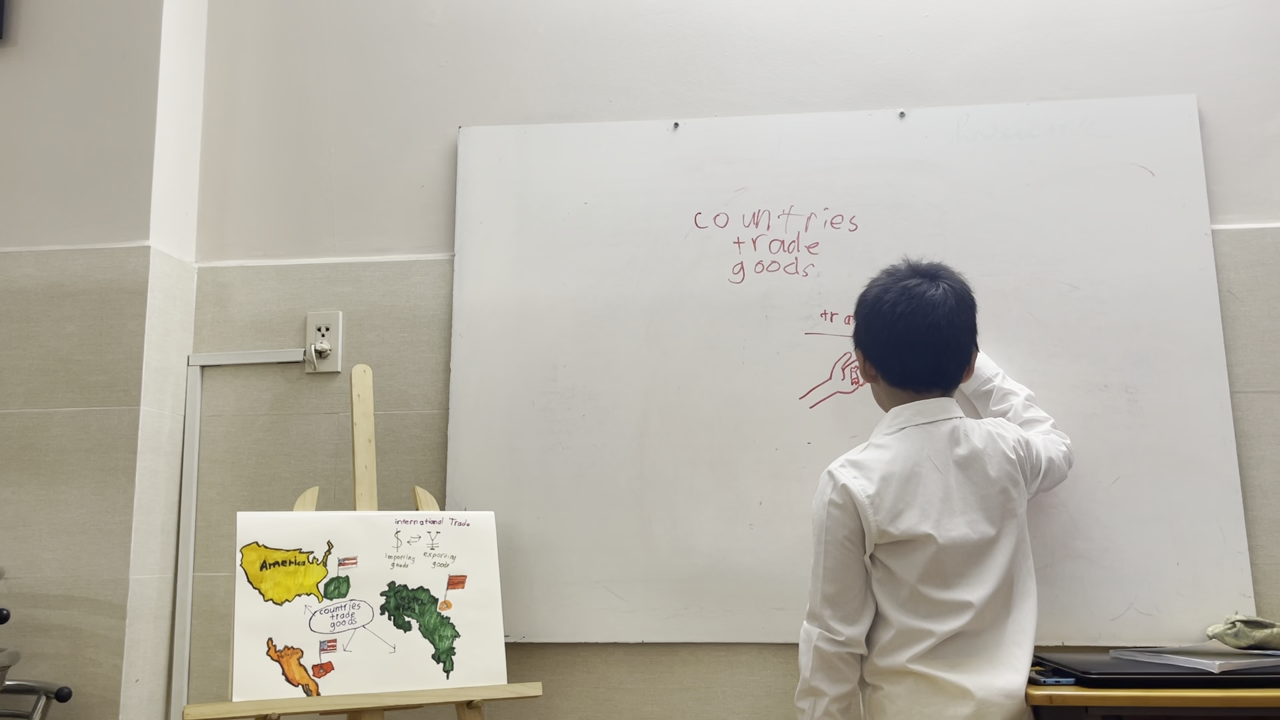 countries
trade
goods
international Trade
$ ¥
importing exporting
goods goods
America
countries
trade
goods